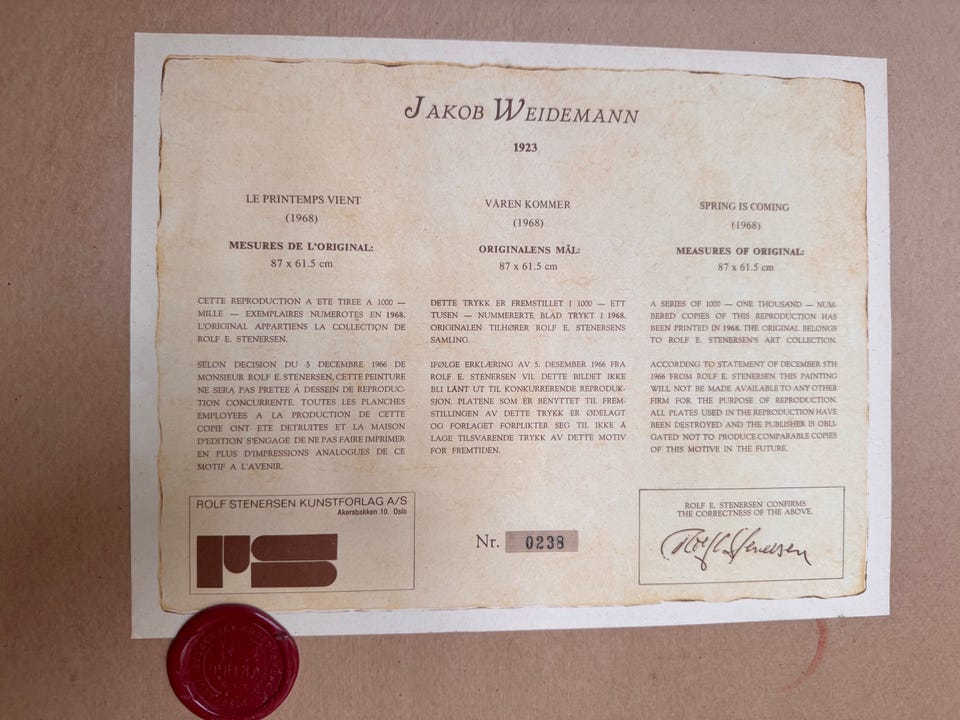 JAKOB WEIDEMANN
1923
LE PRINTEMPS VIENT
(1968)
MESURES DE L'ORIGINAL:
87 x 61.5 cm
CETTE REPRODUCTION A ETE TIREE A 1000 —
MILLE — EXEMPLAIRES NUMEROTES EN 1968.
L'ORIGINAL APPARTIENS LA COLLECTION DE
ROLF E. STENERSEN.
SELON DECISION DU 5 DECEMBRE 1966 DE
MONSIEUR ROLF E. STENERSEN, CETTE PEINTURE
NE SERA PAS PRETEE Á DESSEIN DE REPRODUC-
TION CONCURRENTE. TOUTES LES PLANCHES
EMPLOYEES A LA PRODUCTION DE CETTE
COPIE ONT ETE DETRUITES ET LA MAISON
D'EDITION S'ENGAGE DE NE PAS FAIRE IMPRIMER
EN PLUS D'IMPRESSIONS ANALOGUES DE CE
MOTIF A L'AVENIR.
VÅREN KOMMER
(1968)
ORIGINALENS MÅL:
87 x 61.5 cm
DETTE TRYKK ER FREMSTILLET I 1000 — ETT
TUSEN — NUMMERERTE BLAD TRYKT I 1968.
ORIGINALEN TILHØRER ROLF E. STENERSENS
SAMLING.
IFØLGE ERKLÆRING AV 5. DESEMBER 1966 FRA
ROLF E. STENERSEN VIL DETTE BILDET IKKE
BLI LÅNT UT TIL KONKURRERENDE REPRODUK-
SJON. PLATENE SOM ER BENYTTET TIL FREM-
STILLINGEN AV DETTE TRYKK ER ØDELAGT
OG FORLAGET FORPLIKTER SEG TIL IKKE Å
LAGE TILSVARENDE TRYKK AV DETTE MOTIV
FOR FREMTIDEN.
SPRING IS COMING
(1968)
MEASURES OF ORIGINAL:
87 x 61.5 cm
A SERIES OF 1000 — ONE THOUSAND — NUM-
BERED COPIES OF THIS REPRODUCTION HAS
BEEN PRINTED IN 1968. THE ORIGINAL BELONGS
TO ROLF E. STENERSEN'S ART COLLECTION.
ACCORDING TO STATEMENT OF DECEMBER 5TH
1966 FROM ROLF E. STENERSEN THIS PAINTING
WILL NOT BE MADE AVAILABLE TO ANY OTHER
FIRM FOR THE PURPOSE OF REPRODUCTION.
ALL PLATES USED IN THE REPRODUCTION HAVE
BEEN DESTROYED AND THE PUBLISHER IS OBLI-
GATED NOT TO PRODUCE COMPARABLE COPIES
OF THIS MOTIVE IN THE FUTURE.
ROLF STENERSEN KUNSTFORLAG A/S
Akersbakken 10. Oslo
Nr. 0238
ROLF E. STENERSEN CONFIRMS
THE CORRECTNESS OF THE ABOVE.
Rolf E. Stenersen
PRINT
OSLO